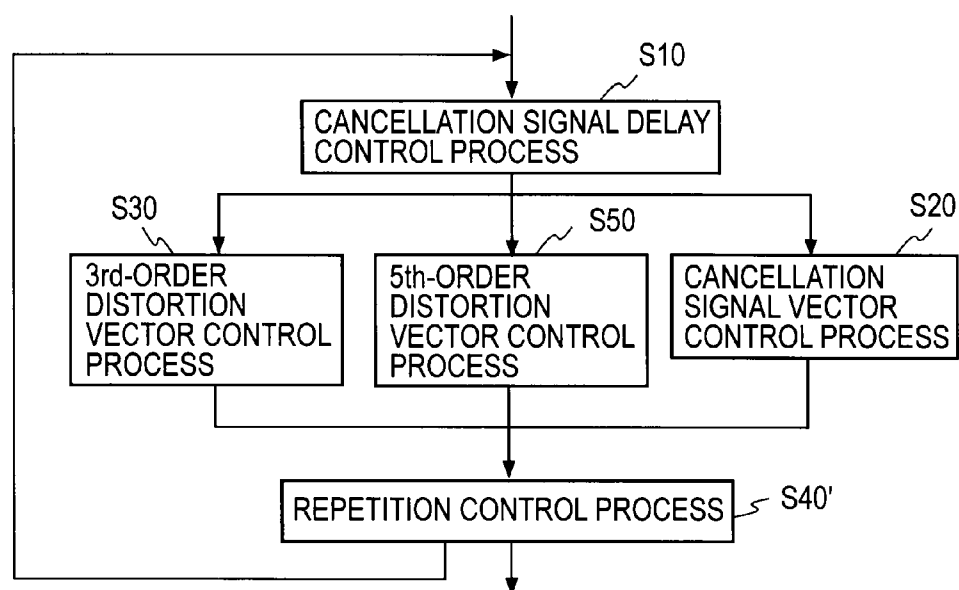 S10
CANCELLATION SIGNAL DELAY
CONTROL PROCESS
S30
S50
S20
3rd-ORDER
DISTORTION
VECTOR CONTROL
PROCESS
5th-ORDER
DISTORTION
VECTOR CONTROL
PROCESS
CANCELLATION
SIGNAL VECTOR
CONTROL PROCESS
REPETITION CONTROL PROCESS
S40'